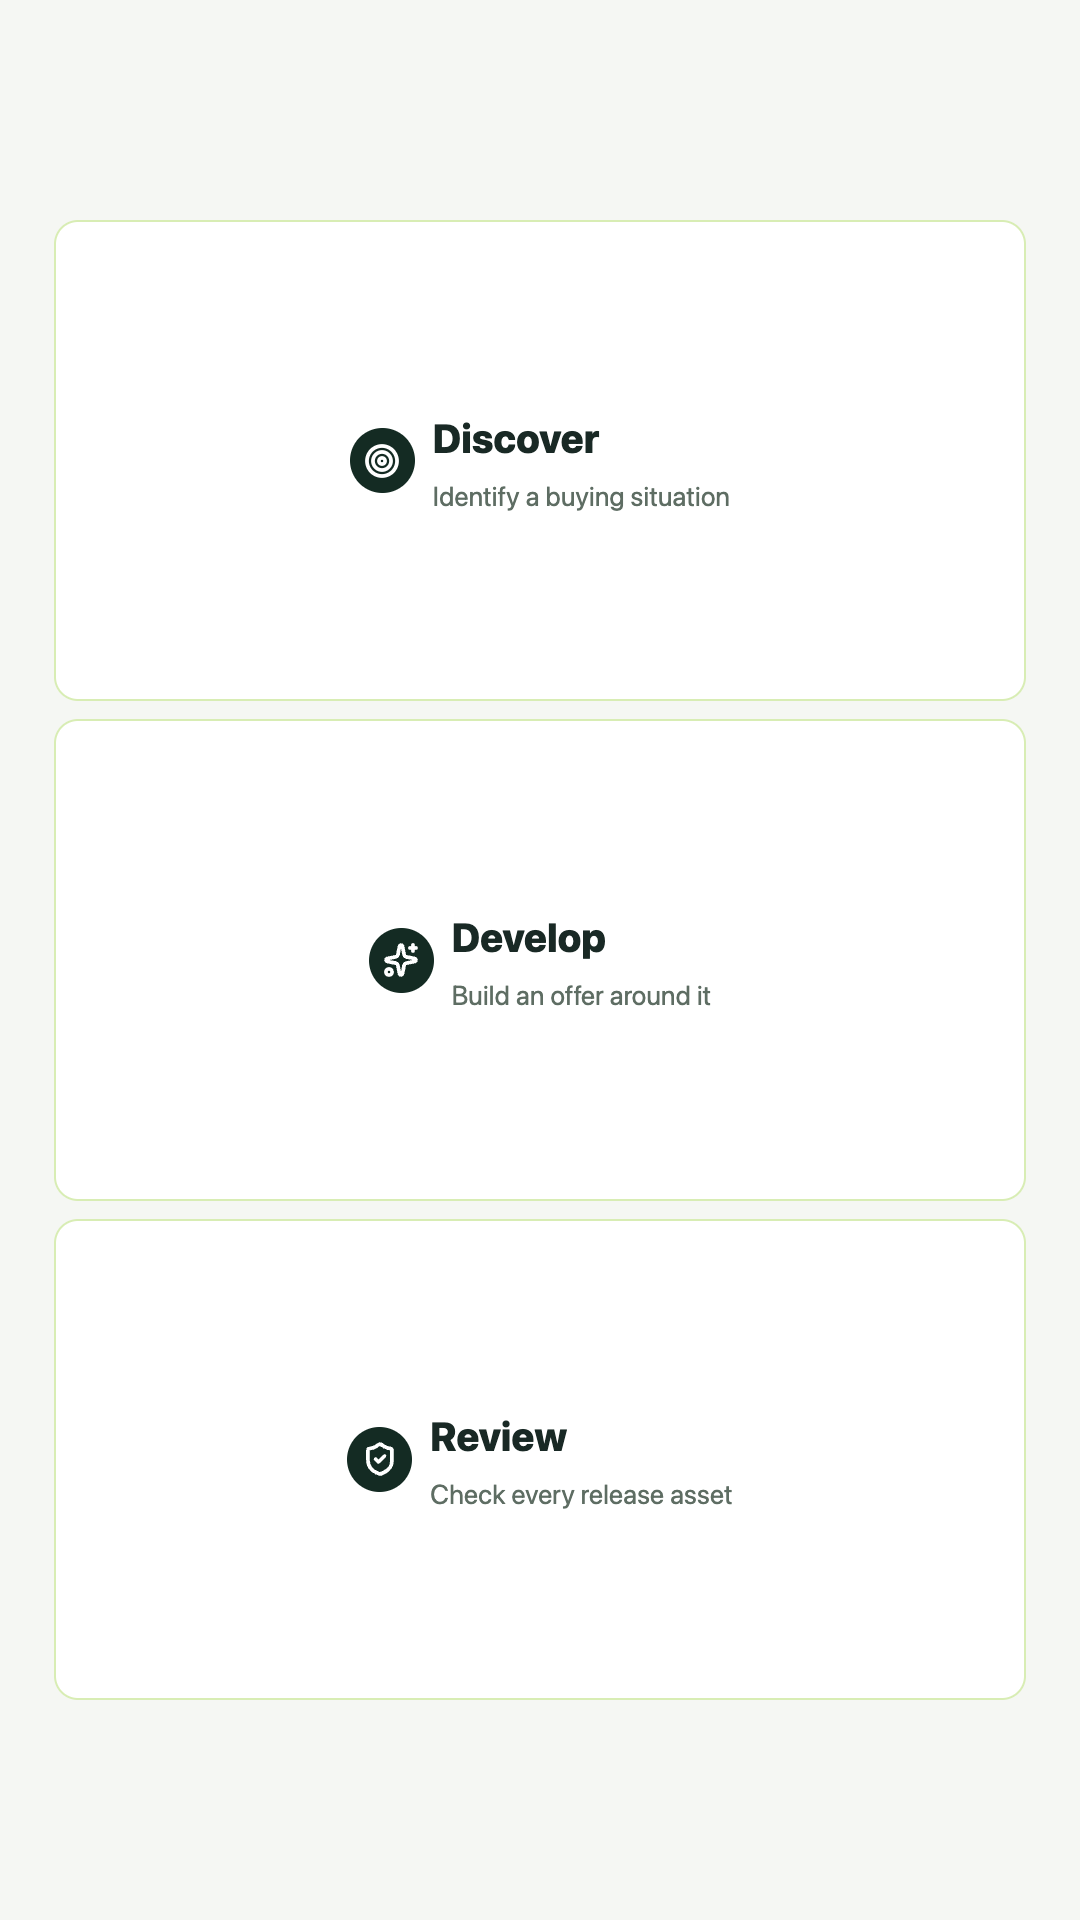 Discover
Identify a buying situation
Develop
Build an offer around it
Review
Check every release asset